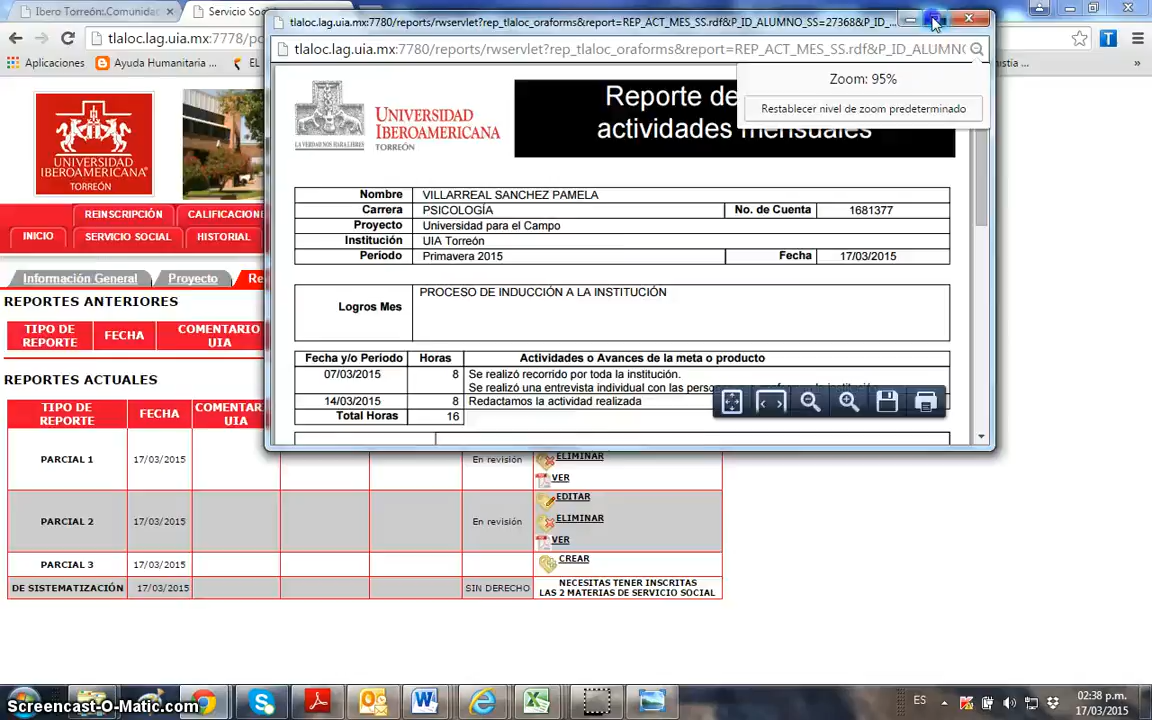 Ibero Torreón:.Comunida
Servicio Soc
tlaloc.lag.uia.mx:7778/po
Aplicaciones
Ayuda Humanitaria ...
EL
nistia ...
»
tlaloc.lag.uia.mx:7780/reports/rwservlet?rep_tlaloc_oraforms&report=REP_ACT_MES_SS.rdf&P_ID_ALUMNO_SS=27368&P_ID_...
tlaloc.lag.uia.mx:7780/reports/rwservlet?rep_tlaloc_oraforms&report=REP_ACT_MES_SS.rdf&P_ID_ALUMNO
Zoom: 95%
Restablecer nivel de zoom predeterminado
UNIVERSIDAD
IBEROAMERICANA
TORREÓN
LA VERDAD NOS HARA LIBRES
Reporte de
actividades mensuales
Nombre VILLARREAL SANCHEZ PAMELA
Carrera PSICOLOGÍA No. de Cuenta 1681377
Proyecto Universidad para el Campo
Institución UIA Torreón
Período Primavera 2015 Fecha 17/03/2015
Logros Mes PROCESO DE INDUCCIÓN A LA INSTITUCIÓN
Fecha y/o Periodo Horas Actividades o Avances de la meta o producto
07/03/2015 8 Se realizó recorrido por toda la institución.
Se realizó una entrevista individual con las
14/03/2015 8 Redactamos la actividad realizada
Total Horas 16
UNIVERSIDAD
IBEROAMERICANA
TORREÓN
REINSCRIPCIÓN CALIFICACION
INICIO SERVICIO SOCIAL HISTORIAL
Información General Proyecto Re
REPORTES ANTERIORES
TIPO DE REPORTE FECHA COMENTARIO UIA
REPORTES ACTUALES
TIPO DE REPORTE FECHA COMENTAR UIA
PARCIAL 1 17/03/2015 En revisión ELIMINAR
VER
EDITAR
PARCIAL 2 17/03/2015 En revisión ELIMINAR
VER
PARCIAL 3 17/03/2015 CREAR
DE SISTEMATIZACIÓN 17/03/2015 SIN DERECHO NECESITAS TENER INSCRITAS
LAS 2 MATERIAS DE SERVICIO SOCIAL
Screencast-O-Matic.com
ES
02:38 p.m.
17/03/2015